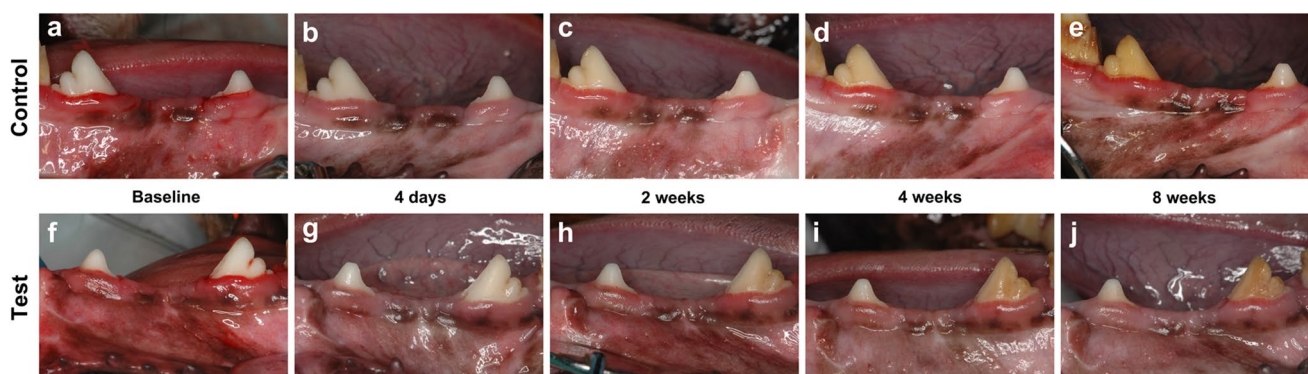 Control
a
b
c
d
e
Baseline
4 days
2 weeks
4 weeks
8 weeks
Test
f
g
h
i
j